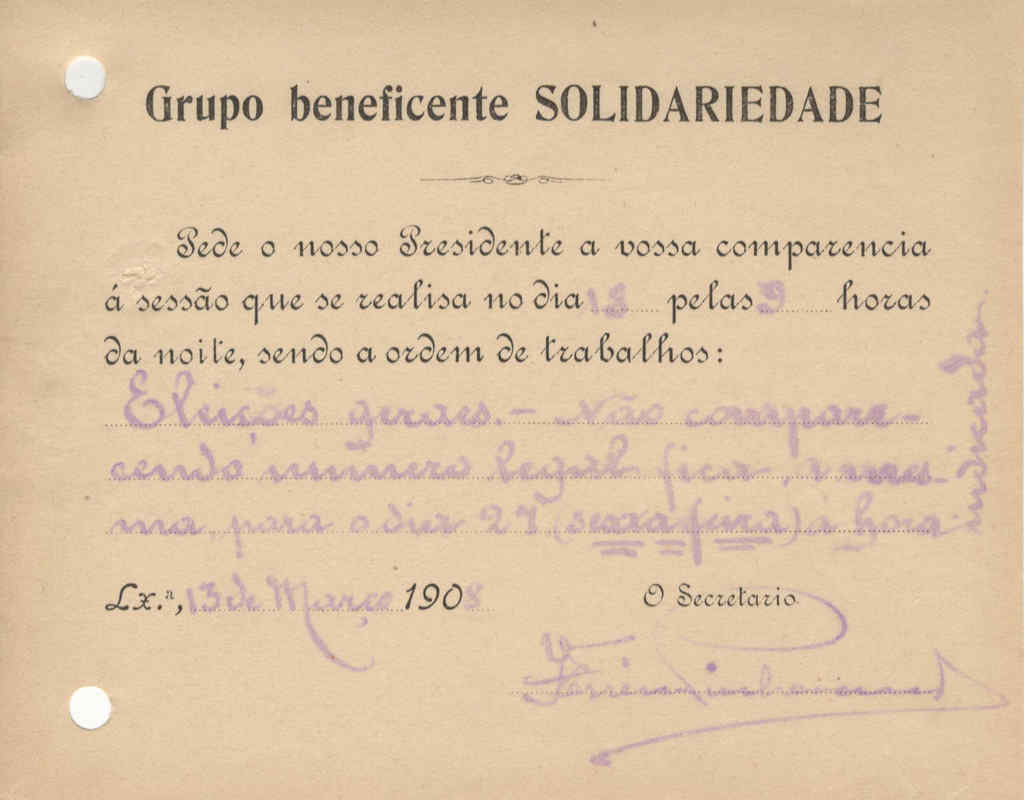 Grupo beneficente SOLIDARIEDADE
Pede o nosso Presidente a vossa comparencia
á sessão que se realisa no dia 18 pelas 9 horas
da noite, sendo a ordem de trabalhos:
Eleições geraes. – Não compare-
cendo numero legal fica, a mes-
ma, para o dia 27 (sexta feira) á hora
indicada.
Lx.ª, 13 de Março 1908 O Secretario